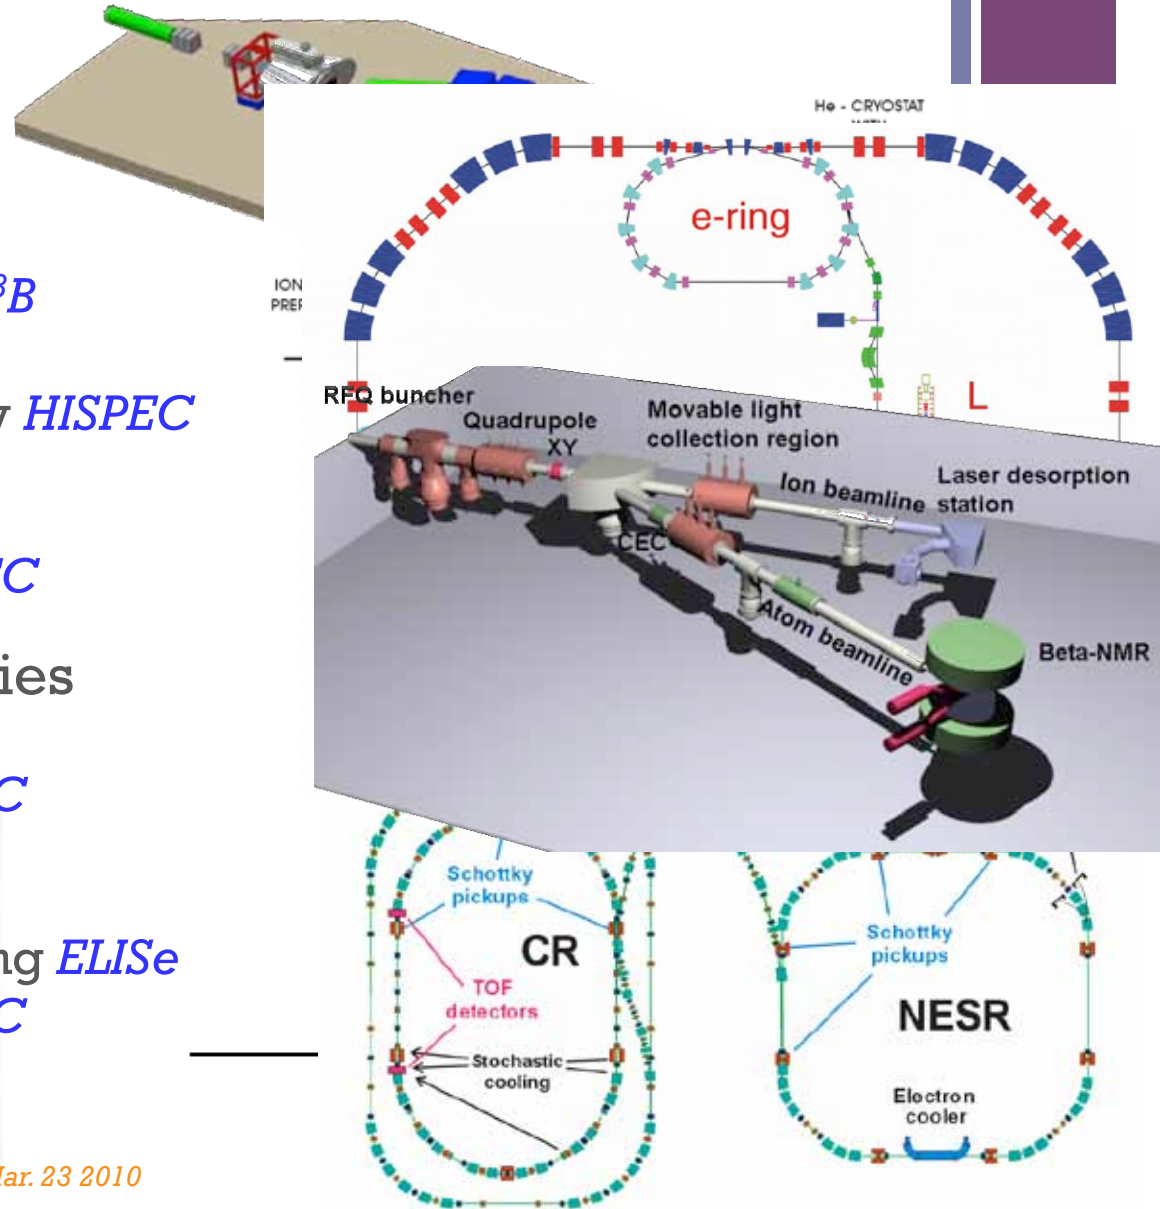 He - CRYOSTAT
WITH
e-ring
³B
ION
PREP
L
RFQ buncher
HISPEC
Quadrupole
XY
Movable light
collection region
Ion beamline
Laser desorption
station
CEC
Atom beamline
Beta-NMR
C
ies
C
Schottky
pickups
CR
TOF
detectors
Stochastic
cooling
Schottky
pickups
NESR
Electron
cooler
ng ELISe
C
Mar. 23 2010